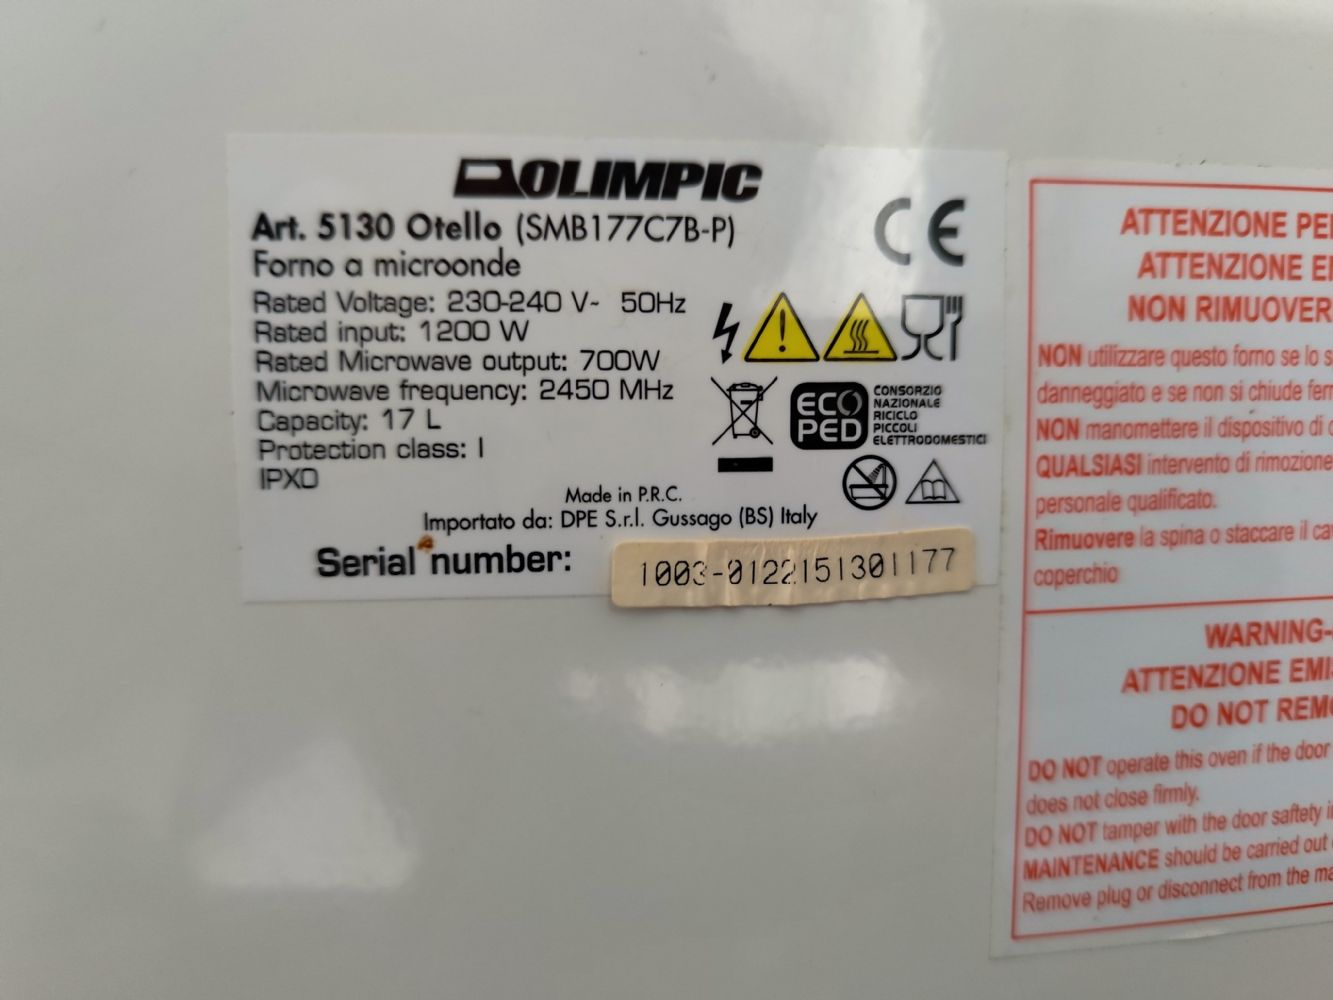 OLIMPIC
Art. 5130 Otello (SMB177C7B-P)
Forno a microonde
Rated Voltage: 230-240 V~ 50Hz
Rated input: 1200 W
Rated Microwave output: 700W
Microwave frequency: 2450 MHz
Capacity: 17 L
Protection class: I
IPX0
CE
ECO
PED
CONSORZIO
NAZIONALE
RICICLO
PICCOLI
ELETTRODOMESTICI
Made in P.R.C.
Importato da: DPE S.r.l. Gussago (BS) Italy
Serial number: 1003-0122151301177
ATTENZIONE
ATTENZIONE
NON RIMUOVER
NON utilizzare questo forno se lo
danneggiato e se non si chiude
NON manomettere il dispositivo di
QUALSIASI intervento di rimozione
personale qualificato.
Rimuovere la spina o staccare il
coperchio
WARNING-
ATTENZIONE
DO NOT
DO NOT operate this oven if the door
does not close firmly.
DO NOT tamper with the door saftety
MAINTENANCE should be carried out
Remove plug or disconnect from the